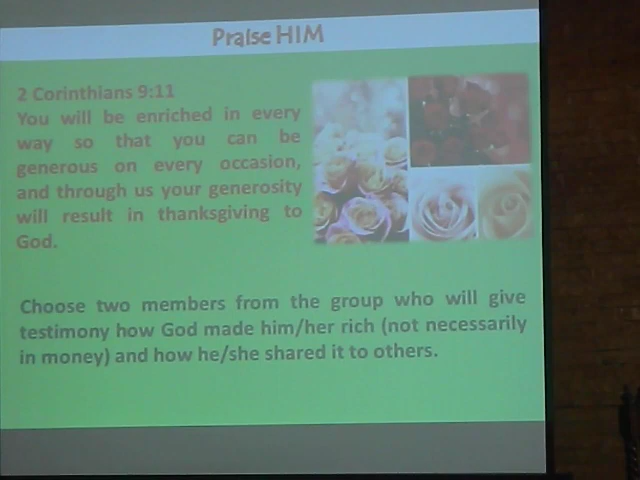 Praise HIM
2 Corinthians 9:11
You will be enriched in every
way so that you can be
generous on every occasion,
and through us your generosity
will result in thanksgiving to
God.
Choose two members from the group who will give
testimony how God made him/her rich (not necessarily
in money) and how he/she shared it to others.